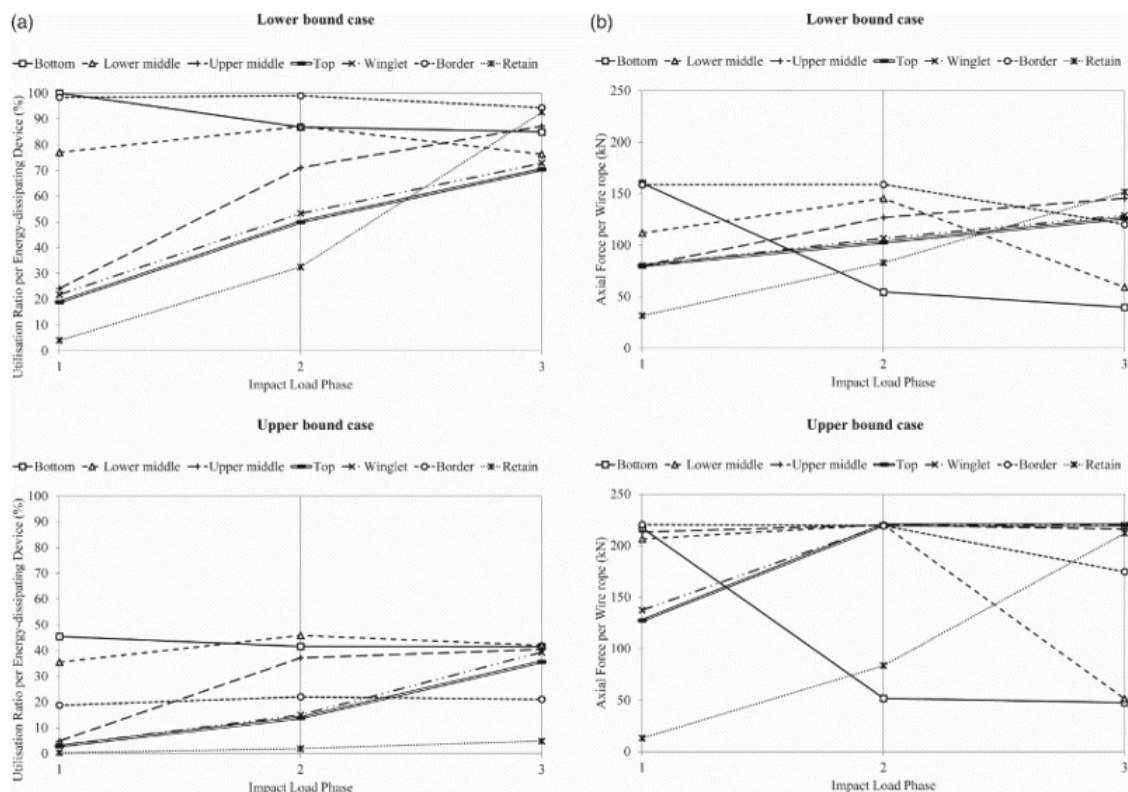 (a)
Lower bound case
Bottom Lower middle Upper middle Top Winglet Border Retain
Utilisation Ratio per Energy-dissipating Device (%)
100
90
80
70
60
50
40
30
20
10
0
1 2 3
Impact Load Phase
(b)
Lower bound case
Bottom Lower middle Upper middle Top Winglet Border Retain
Axial Force per Wire rope (kN)
250
200
150
100
50
0
1 2 3
Impact Load Phase
Upper bound case
Bottom Lower middle Upper middle Top Winglet Border Retain
Utilisation Ratio per Energy-dissipating Device (%)
100
90
80
70
60
50
40
30
20
10
0
1 2 3
Impact Load Phase
Upper bound case
Bottom Lower middle Upper middle Top Winglet Border Retain
Axial Force per Wire rope (kN)
250
200
150
100
50
0
1 2 3
Impact Load Phase